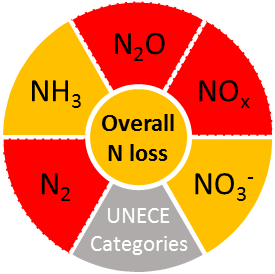 N₂O
NH₃
NOₓ
Overall
N loss
N₂
NO₃⁻
UNECE
Categories